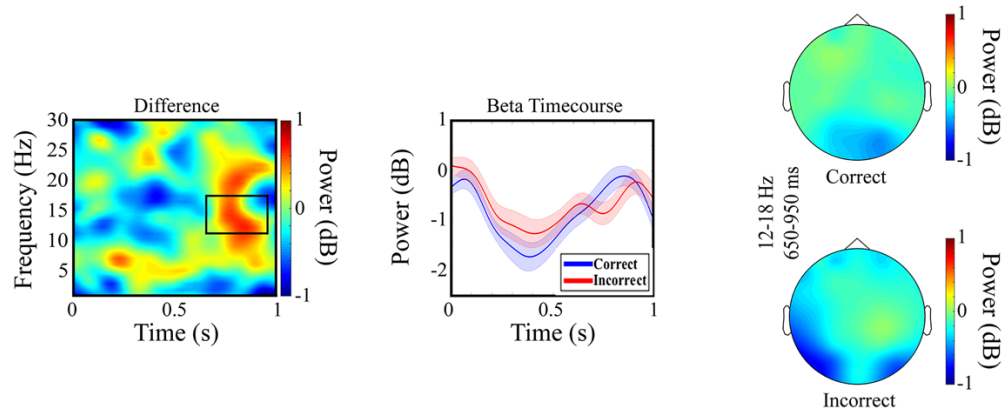 Difference
Frequency (Hz)
30
25
20
15
10
5
0
0.5
1
Time (s)
1
0
-1
Power (dB)
Beta Timecourse
Power (dB)
1
0
-1
-2
0
0.5
1
Time (s)
Correct
Incorrect
12-18 Hz
650-950 ms
Correct
1
0
-1
Power (dB)
Incorrect
1
0
-1
Power (dB)